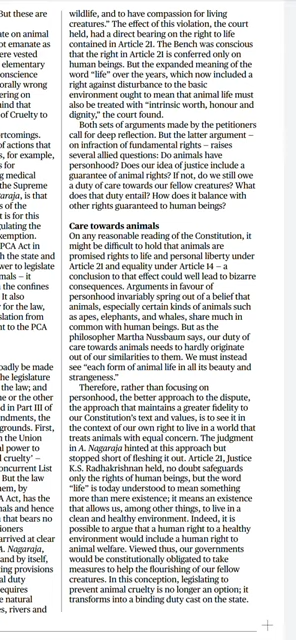 But these are
ate on animal
ot emanate as
ere vested
elementary
onscience
orally wrong
ering on
ind that
of Cruelty to
rtcomings.
f actions that
s, for example,
s for
g medical
the Supreme
araja, is that
s of the
t is for this
gulating the
xemption.
PCA Act in
h the state and
wer to legislate
mals – it
the confines
It also
for the law,
slation from
nt to the PCA
oadly be made
he legislature
the law; and
ne or the other
d in Part III of
ndments, the
grounds. First,
n the Union
al power to
l cruelty’ –
oncurrent List
But the law
hem, by
A Act, has the
mals and hence
that bears no
ioners
arrived at clear
A. Nagaraja,
and by itself,
ing provisions
al duty
equires
e natural
es, rivers and
wildlife, and to have compassion for living
creatures.” The effect of this violation, the court
held, had a direct bearing on the right to life
contained in Article 21. The Bench was conscious
that the right in Article 21 is conferred only on
human beings. But the expanded meaning of the
word “life” over the years, which now included a
right against disturbance to the basic
environment ought to mean that animal life must
also be treated with “intrinsic worth, honour and
dignity,” the court found.
Both sets of arguments made by the petitioners
call for deep reflection. But the latter argument –
on infraction of fundamental rights – raises
several allied questions: Do animals have
personhood? Does our idea of justice include a
guarantee of animal rights? If not, do we still owe
a duty of care towards our fellow creatures? What
does that duty entail? How does it balance with
other rights guaranteed to human beings?
Care towards animals
On any reasonable reading of the Constitution, it
might be difficult to hold that animals are
promised rights to life and personal liberty under
Article 21 and equality under Article 14 – a
conclusion to that effect could well lead to bizarre
consequences. Arguments in favour of
personhood invariably spring out of a belief that
animals, especially certain kinds of animals such
as apes, elephants, and whales, share much in
common with human beings. But as the
philosopher Martha Nussbaum says, our duty of
care towards animals needs to hardly originate
out of our similarities to them. We must instead
see “each form of animal life in all its beauty and
strangeness.”
Therefore, rather than focusing on
personhood, the better approach to the dispute,
the approach that maintains a greater fidelity to
our Constitution’s text and values, is to see it in
the context of our own right to live in a world that
treats animals with equal concern. The judgment
in A. Nagaraja hinted at this approach but
stopped short of fleshing it out. Article 21, Justice
K.S. Radhakrishnan held, no doubt safeguards
only the rights of human beings, but the word
“life” is today understood to mean something
more than mere existence; it means an existence
that allows us, among other things, to live in a
clean and healthy environment. Indeed, it is
possible to argue that a human right to a healthy
environment would include a human right to
animal welfare. Viewed thus, our governments
would be constitutionally obligated to take
measures to help the flourishing of our fellow
creatures. In this conception, legislating to
prevent animal cruelty is no longer an option; it
transforms into a binding duty cast on the state.